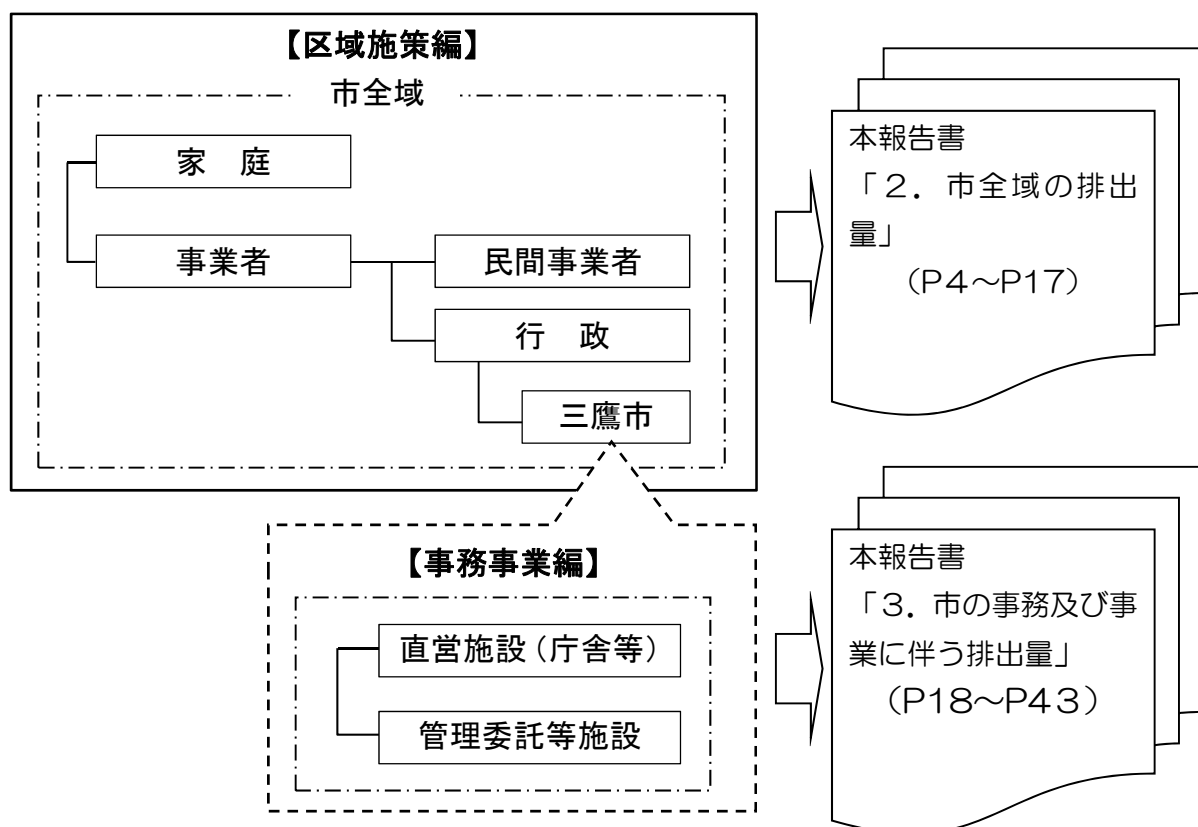 【区域施策編】
市全域
家　庭
事業者
民間事業者
行　政
三鷹市
本報告書
「２．市全域の排出
量」
（P４～P１７）
【事務事業編】
直営施設（庁舎等）
管理委託等施設
本報告書
「３．市の事務及び事
業に伴う排出量」
（P１８～P４３）